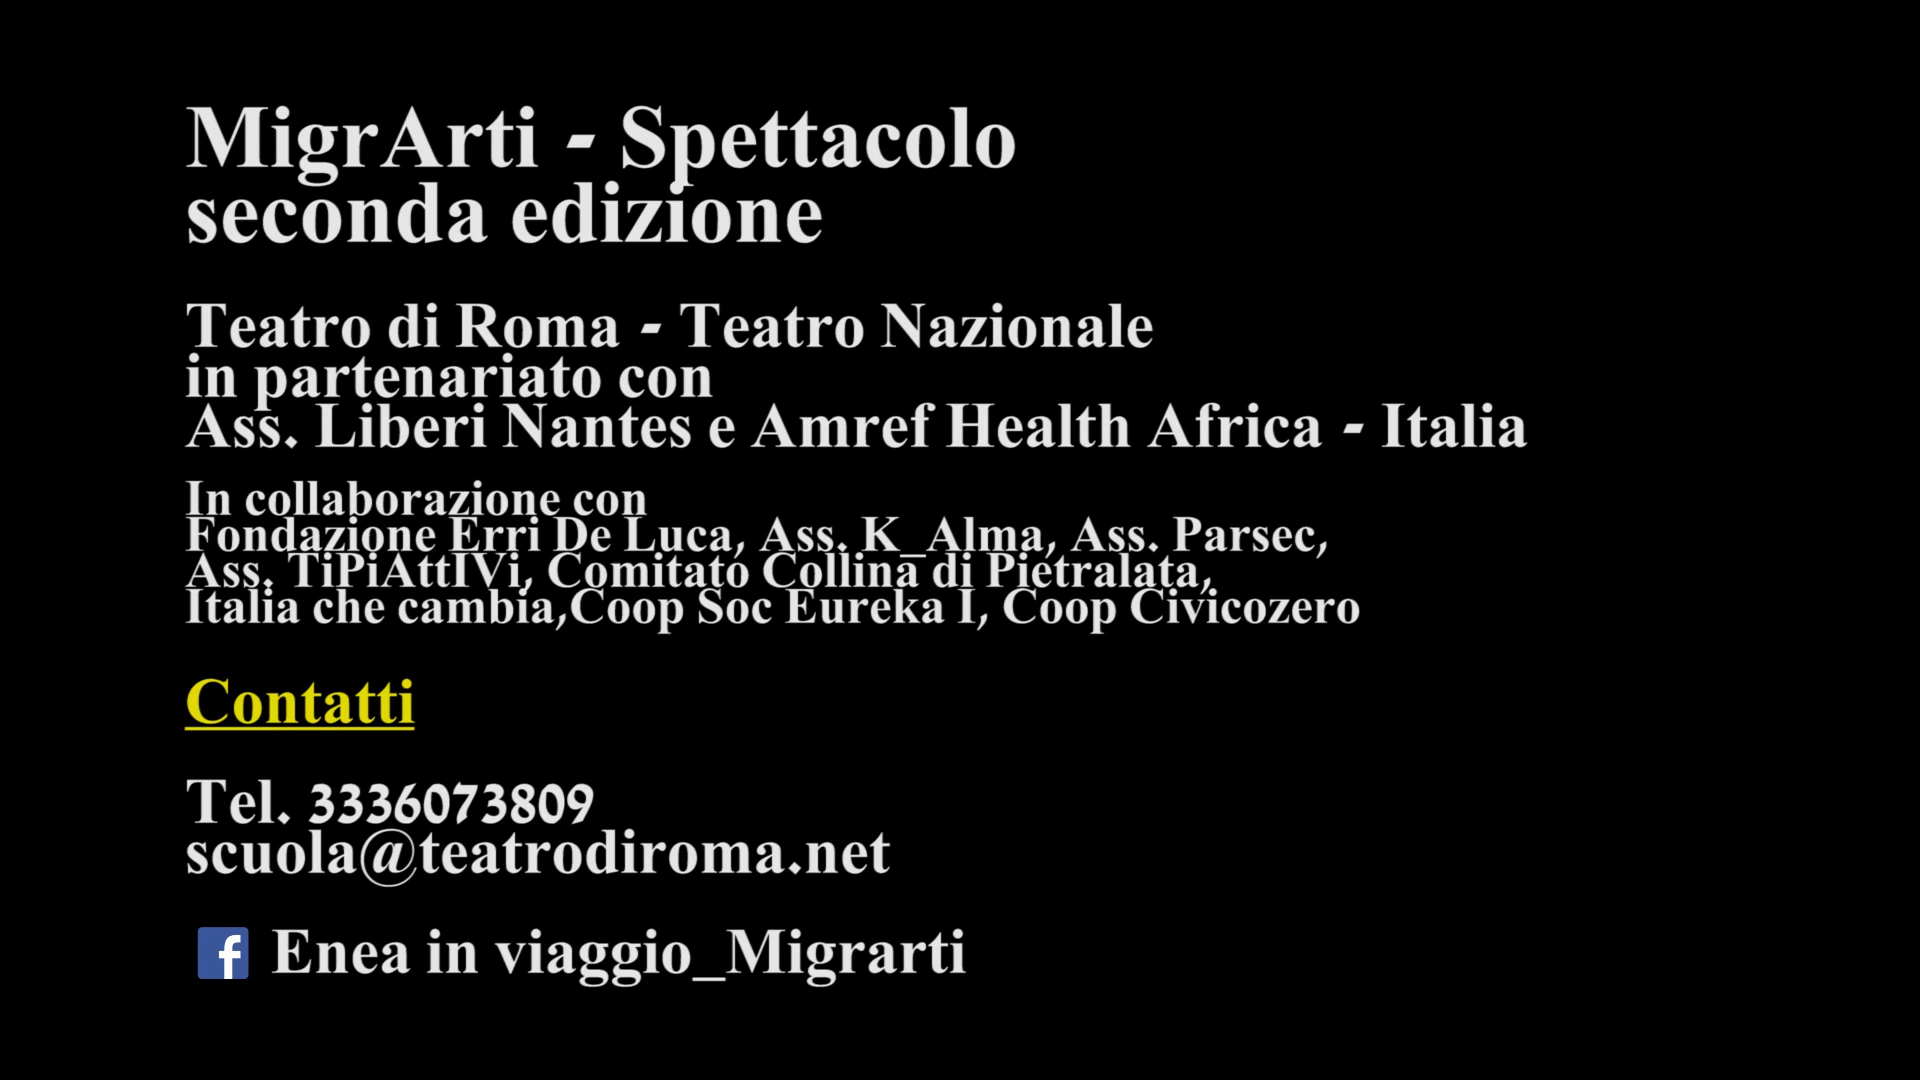 MigrArti - Spettacolo
seconda edizione
Teatro di Roma - Teatro Nazionale
in partenariato con
Ass. Liberi Nantes e Amref Health Africa - Italia
In collaborazione con
Fondazione Erri De Luca, Ass. K_Alma, Ass. Parsec,
Ass. TiPiAttIVi, Comitato Collina di Pietralata,
Italia che cambia,Coop Soc Eureka I, Coop Civicozero
Contatti
Tel. 3336073809
scuola@teatrodiroma.net
f Enea in viaggio_Migrarti